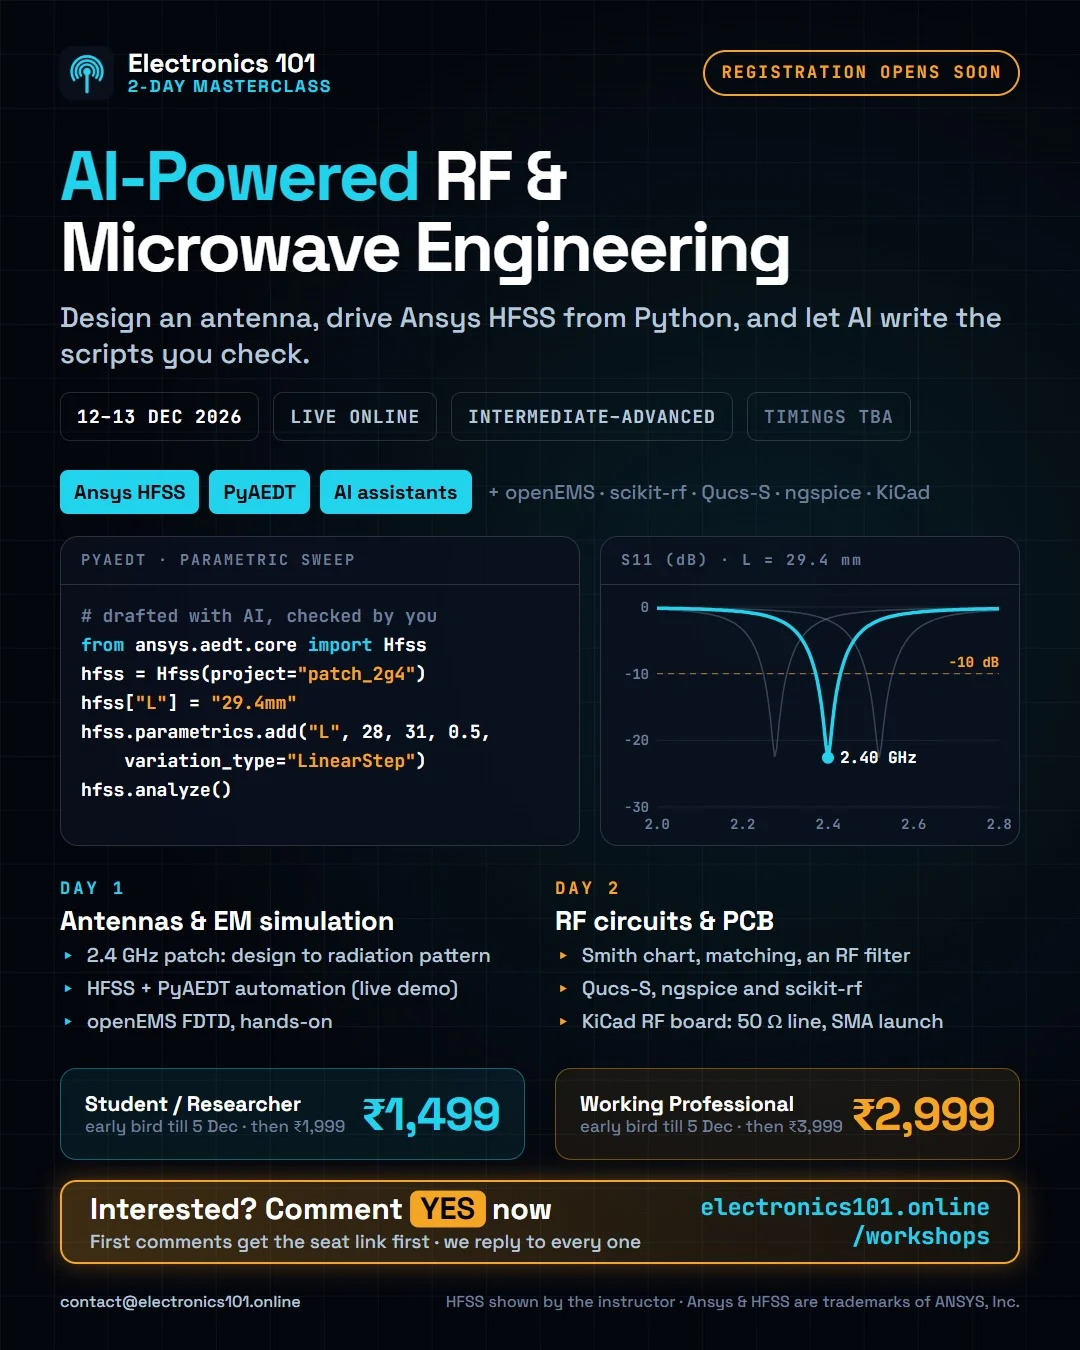 Electronics 101
2-DAY MASTERCLASS
REGISTRATION OPENS SOON
AI-Powered RF &
Microwave Engineering
Design an antenna, drive Ansys HFSS from Python, and let AI write the
scripts you check.
12–13 DEC 2026
LIVE ONLINE
INTERMEDIATE–ADVANCED
TIMINGS TBA
Ansys HFSS
PyAEDT
AI assistants
+ openEMS · scikit-rf · Qucs-S · ngspice · KiCad
PYAEDT · PARAMETRIC SWEEP
# drafted with AI, checked by you
from ansys.aedt.core import Hfss
hfss = Hfss(project="patch_2g4")
hfss["L"] = "29.4mm"
hfss.parametrics.add("L", 28, 31, 0.5,
    variation_type="LinearStep")
hfss.analyze()
S11 (dB) · L = 29.4 mm
0
-10 dB
-10
-20
2.40 GHz
-30
2.0 2.2 2.4 2.6 2.8
DAY 1
Antennas & EM simulation
▸ 2.4 GHz patch: design to radiation pattern
▸ HFSS + PyAEDT automation (live demo)
▸ openEMS FDTD, hands-on
DAY 2
RF circuits & PCB
▸ Smith chart, matching, an RF filter
▸ Qucs-S, ngspice and scikit-rf
▸ KiCad RF board: 50 Ω line, SMA launch
Student / Researcher
early bird till 5 Dec · then ₹1,999
₹1,499
Working Professional
early bird till 5 Dec · then ₹3,999
₹2,999
Interested? Comment YES now
First comments get the seat link first · we reply to every one
electronics101.online
/workshops
contact@electronics101.online
HFSS shown by the instructor · Ansys & HFSS are trademarks of ANSYS, Inc.